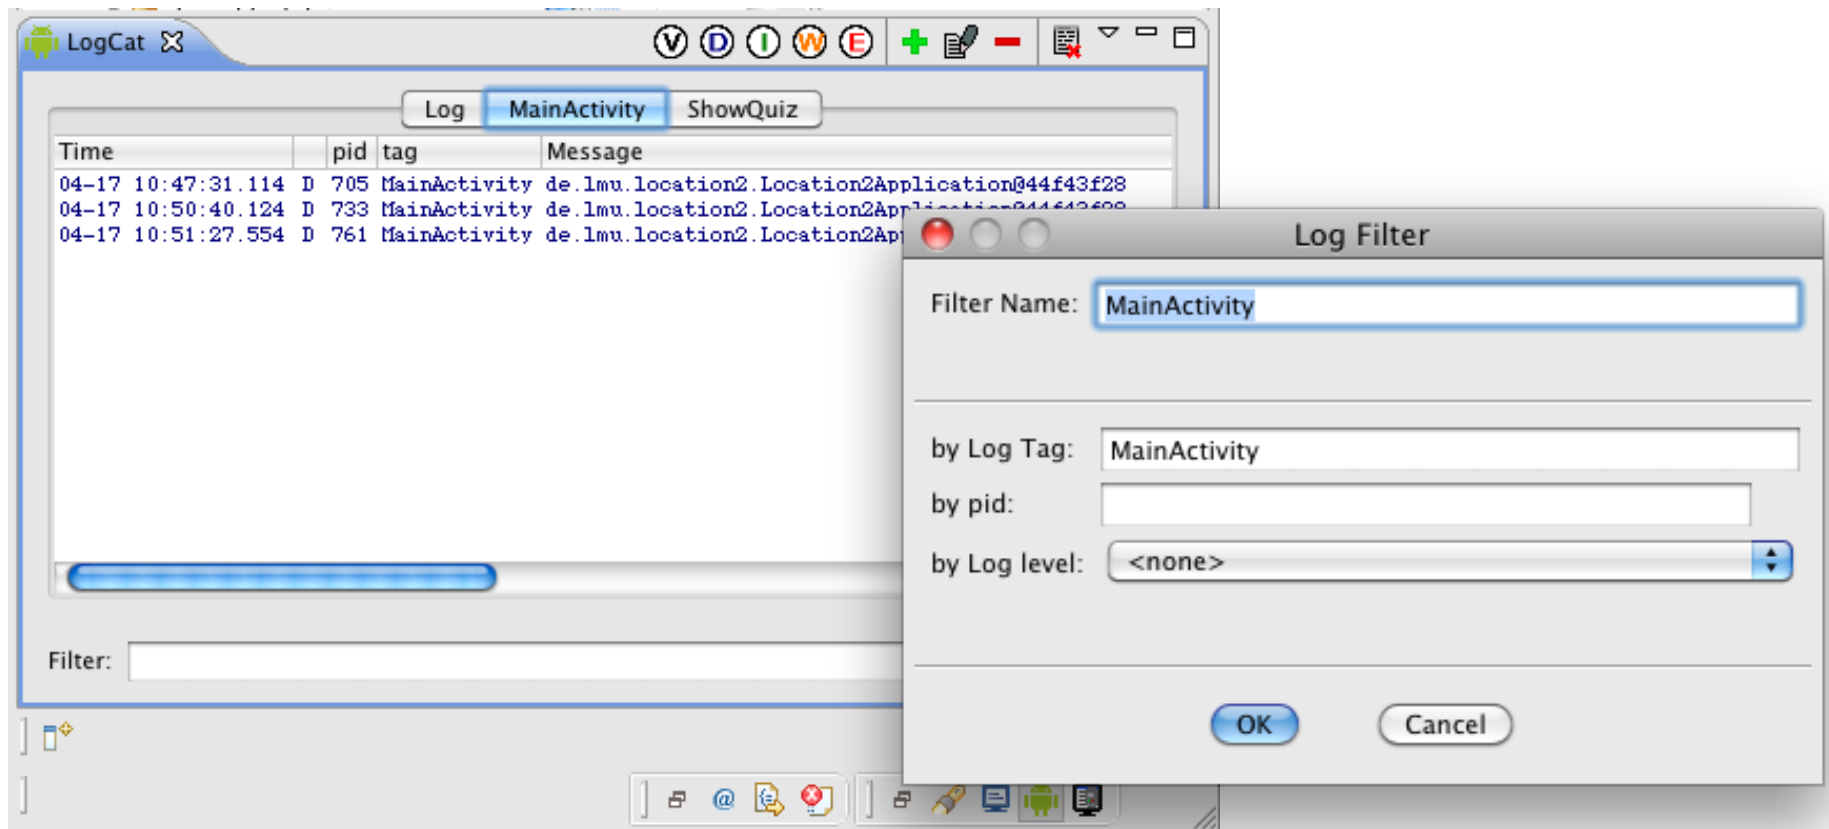 LogCat
V D I W E
Log MainActivity ShowQuiz
Time pid tag Message
04-17 10:47:31.114 D 705 MainActivity de.lmu.location2.Location2Application@44f43f28
04-17 10:50:40.124 D 733 MainActivity de.lmu.location2.Location2Application@44f43f28
04-17 10:51:27.554 D 761 MainActivity de.lmu.location2.Location2Ap
Filter:
Log Filter
Filter Name: MainActivity
by Log Tag: MainActivity
by pid:
by Log level: <none>
OK Cancel